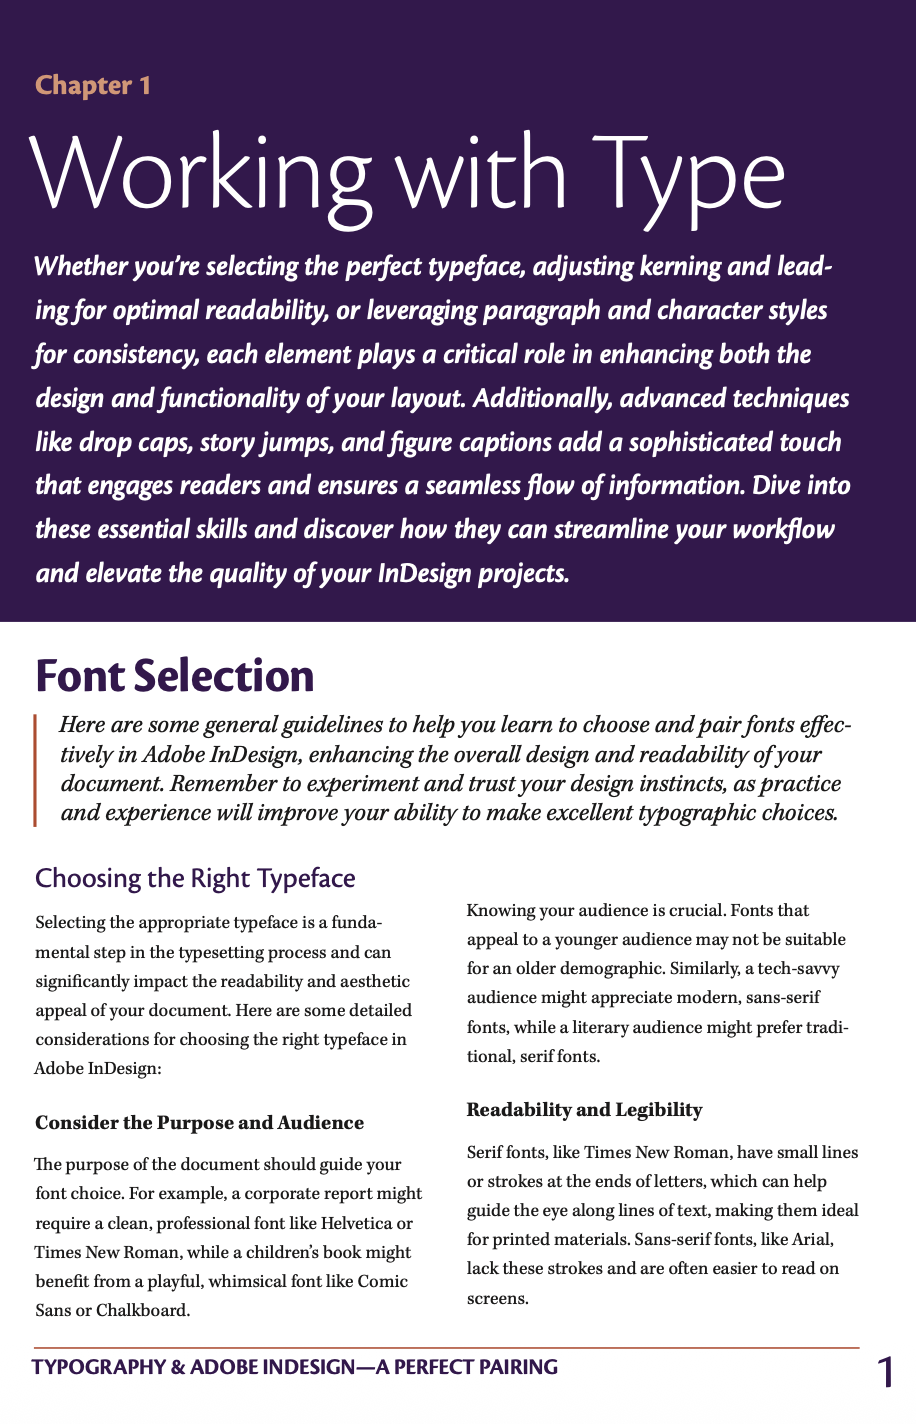 Chapter 1
Working with Type
Whether you’re selecting the perfect typeface, adjusting kerning and lead-
ing for optimal readability, or leveraging paragraph and character styles
for consistency, each element plays a critical role in enhancing both the
design and functionality of your layout. Additionally, advanced techniques
like drop caps, story jumps, and figure captions add a sophisticated touch
that engages readers and ensures a seamless flow of information. Dive into
these essential skills and discover how they can streamline your workflow
and elevate the quality of your InDesign projects.
Font Selection
Here are some general guidelines to help you learn to choose and pair fonts effec-
tively in Adobe InDesign, enhancing the overall design and readability of your
document. Remember to experiment and trust your design instincts, as practice
and experience will improve your ability to make excellent typographic choices.
Choosing the Right Typeface
Selecting the appropriate typeface is a funda-
mental step in the typesetting process and can
significantly impact the readability and aesthetic
appeal of your document. Here are some detailed
considerations for choosing the right typeface in
Adobe InDesign:
Consider the Purpose and Audience
The purpose of the document should guide your
font choice. For example, a corporate report might
require a clean, professional font like Helvetica or
Times New Roman, while a children’s book might
benefit from a playful, whimsical font like Comic
Sans or Chalkboard.
Knowing your audience is crucial. Fonts that
appeal to a younger audience may not be suitable
for an older demographic. Similarly, a tech-savvy
audience might appreciate modern, sans-serif
fonts, while a literary audience might prefer tradi-
tional, serif fonts.
Readability and Legibility
Serif fonts, like Times New Roman, have small lines
or strokes at the ends of letters, which can help
guide the eye along lines of text, making them ideal
for printed materials. Sans-serif fonts, like Arial,
lack these strokes and are often easier to read on
screens.
TYPOGRAPHY & ADOBE INDESIGN—A PERFECT PAIRING
1